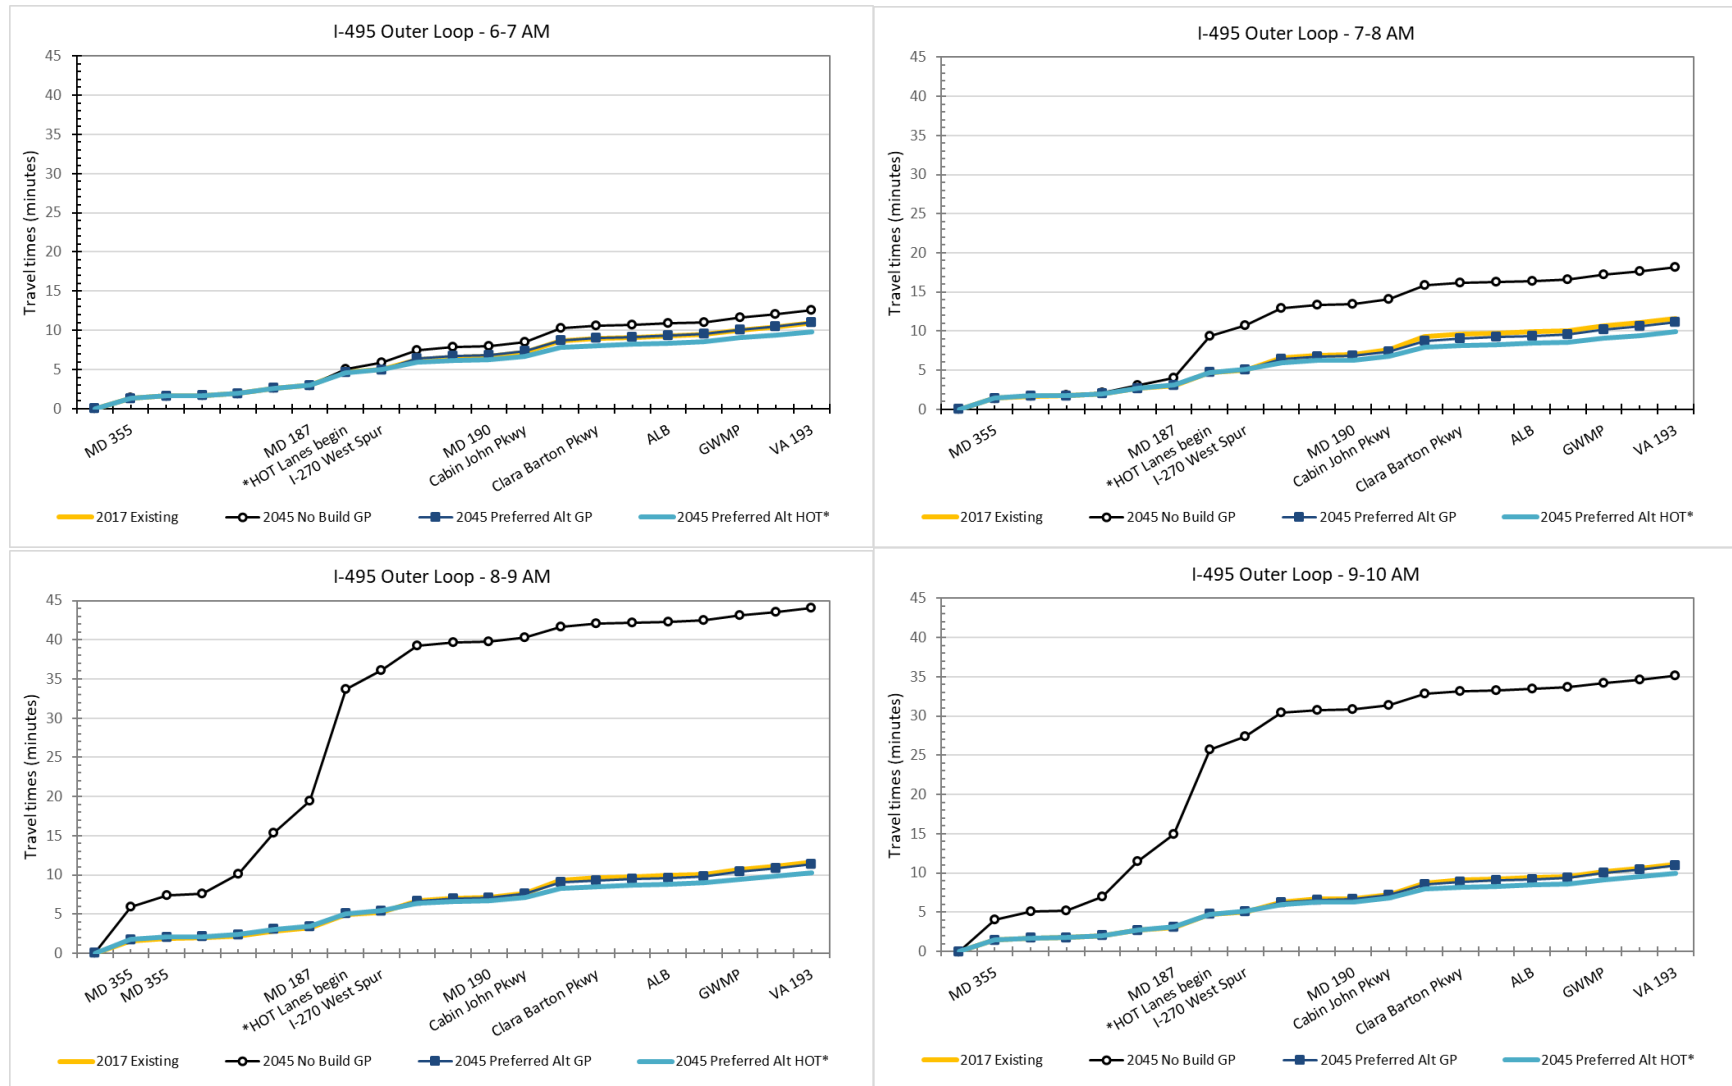 I-495 Outer Loop - 6-7 AM
Travel times (minutes)
45
40
35
30
25
20
15
10
5
0
MD 355
MD 187
*HOT Lanes begin
I-270 West Spur
MD 190
Cabin John Pkwy
Clara Barton Pkwy
ALB
GWMP
VA 193
2017 Existing
2045 No Build GP
2045 Preferred Alt GP
2045 Preferred Alt HOT*
I-495 Outer Loop - 7-8 AM
Travel times (minutes)
45
40
35
30
25
20
15
10
5
0
MD 355
MD 187
*HOT Lanes begin
I-270 West Spur
MD 190
Cabin John Pkwy
Clara Barton Pkwy
ALB
GWMP
VA 193
2017 Existing
2045 No Build GP
2045 Preferred Alt GP
2045 Preferred Alt HOT*
I-495 Outer Loop - 8-9 AM
Travel times (minutes)
45
40
35
30
25
20
15
10
5
0
MD 355
MD 355
MD 187
*HOT Lanes begin
I-270 West Spur
MD 190
Cabin John Pkwy
Clara Barton Pkwy
ALB
GWMP
VA 193
2017 Existing
2045 No Build GP
2045 Preferred Alt GP
2045 Preferred Alt HOT*
I-495 Outer Loop - 9-10 AM
Travel times (minutes)
45
40
35
30
25
20
15
10
5
0
MD 355
MD 187
*HOT Lanes begin
I-270 West Spur
MD 190
Cabin John Pkwy
Clara Barton Pkwy
ALB
GWMP
VA 193
2017 Existing
2045 No Build GP
2045 Preferred Alt GP
2045 Preferred Alt HOT*